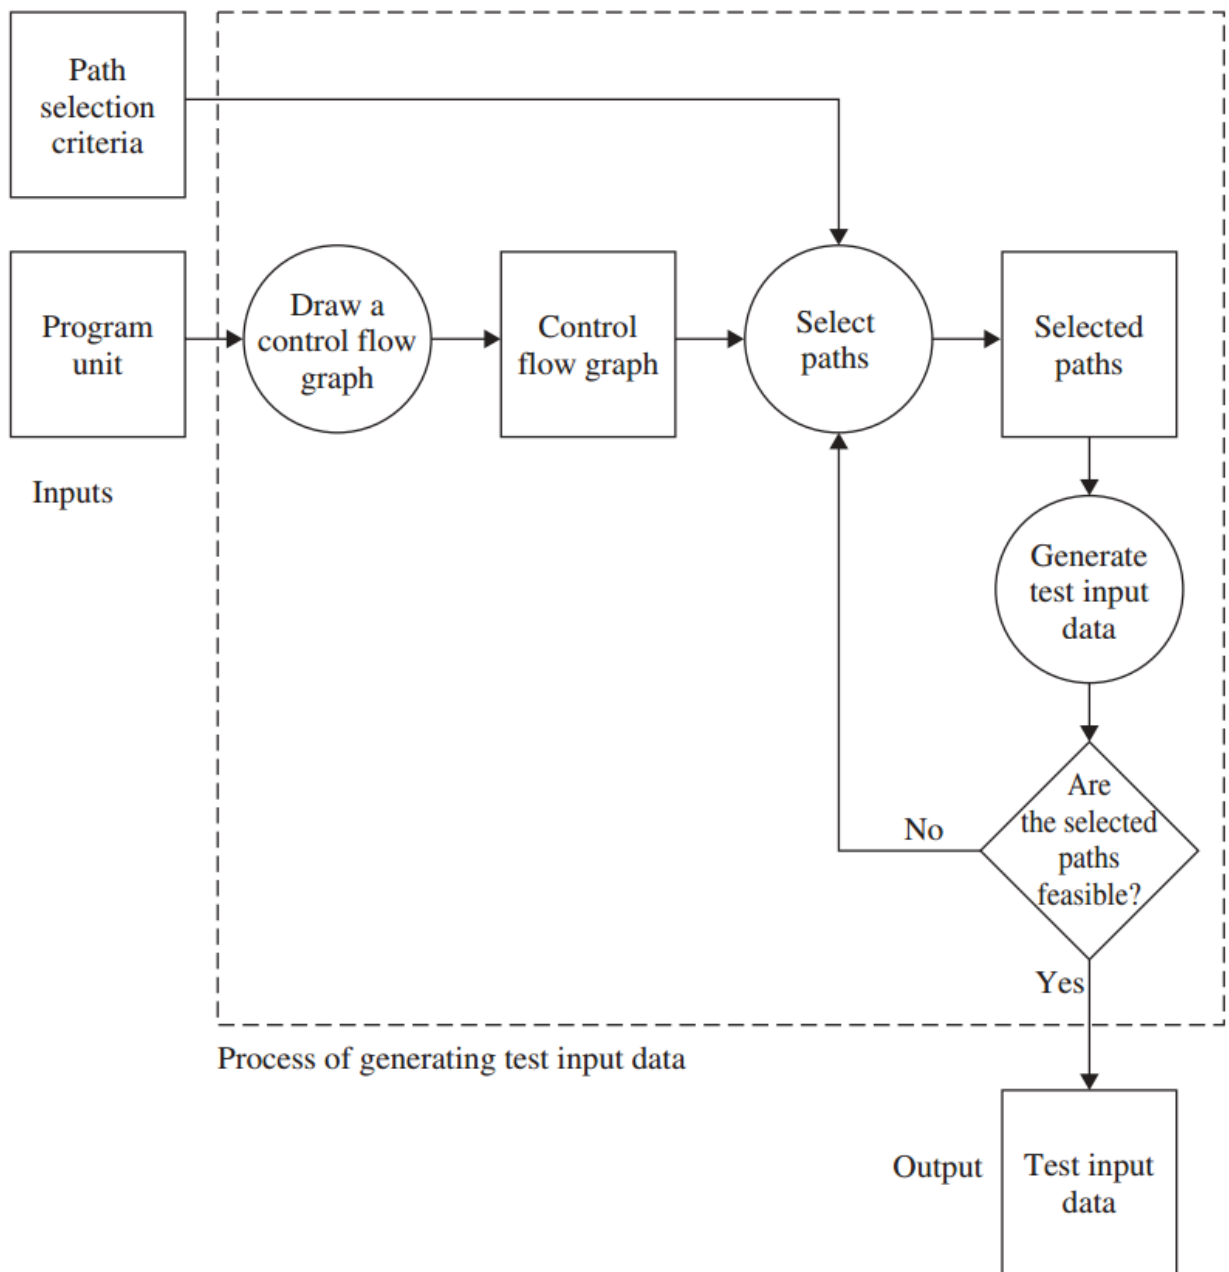 Path
selection
criteria
Program
unit
Inputs
Draw a
control flow
graph
Control
flow graph
Select
paths
Selected
paths
Generate
test input
data
Are
the selected
paths
feasible?
No
Yes
Process of generating test input data
Output
Test input
data